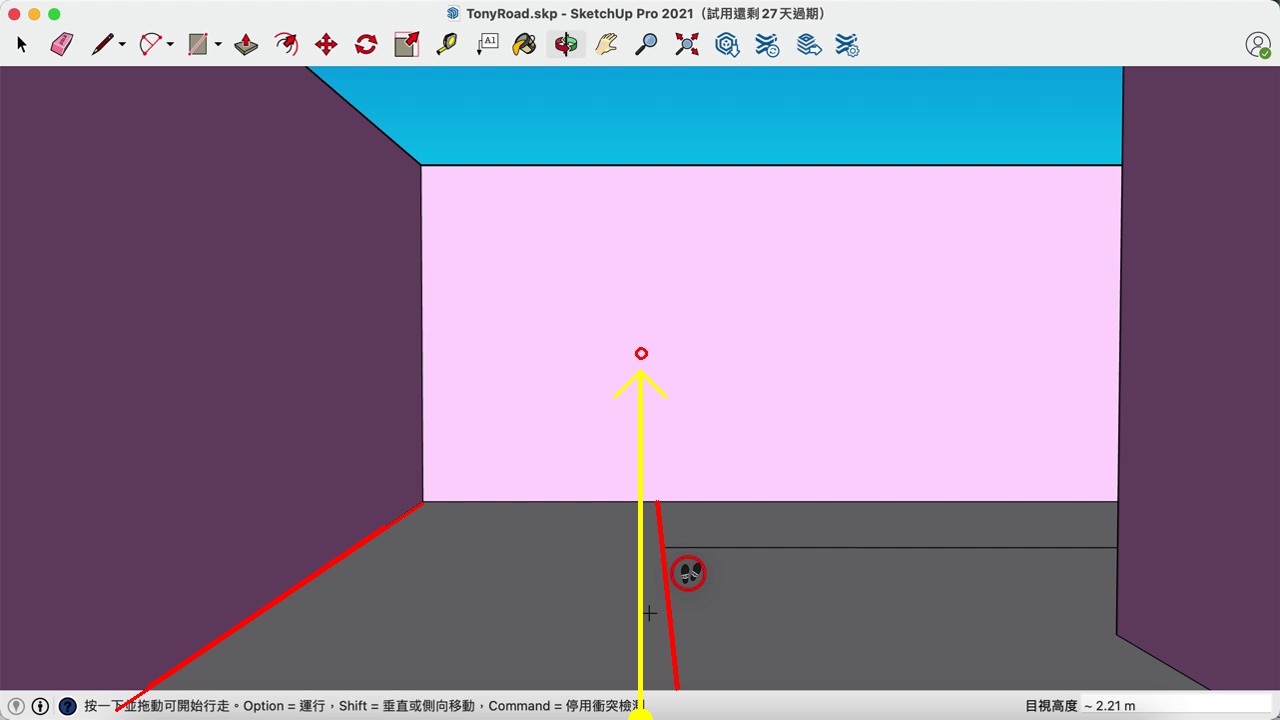 TonyRoad.skp - SketchUp Pro 2021（試用還剩 27 天過期）
A1
按一下並拖動可開始行走。Option = 運行，Shift = 垂直或側向移動，Command = 停用衝突檢測
目視高度 ~ 2.21 m